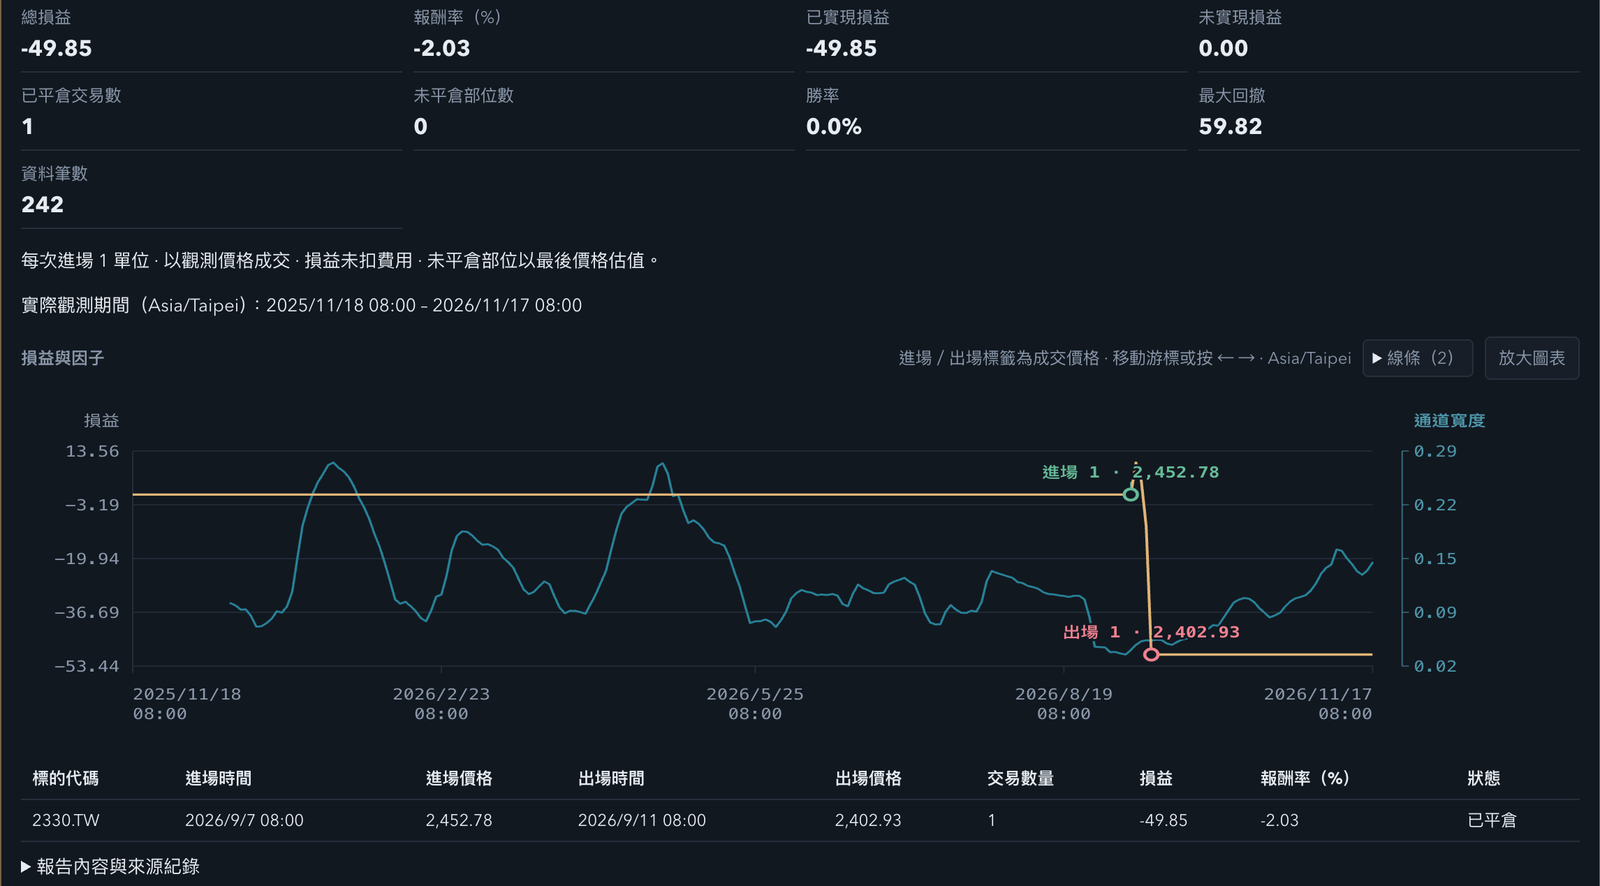 總損益 報酬率（%） 已實現損益 未實現損益
-49.85 -2.03 -49.85 0.00
已平倉交易數 未平倉部位數 勝率 最大回撤
1 0 0.0% 59.82
資料筆數
242
每次進場 1 單位 · 以觀測價格成交 · 損益未扣費用 · 未平倉部位以最後價格估值。
實際觀測期間（Asia/Taipei）：2025/11/18 08:00 – 2026/11/17 08:00
損益與因子 進場 / 出場標籤為成交價格 · 移動游標或按 ← → · Asia/Taipei ▶ 線條（2） 放大圖表
損益 通道寬度
13.56 0.29
進場 1 · 2,452.78
−3.19 0.22
−19.94 0.15
−36.69 0.09
出場 1 · 2,402.93
−53.44 0.02
2025/11/18 2026/2/23 2026/5/25 2026/8/19 2026/11/17
08:00 08:00 08:00 08:00 08:00
標的代碼 進場時間 進場價格 出場時間 出場價格 交易數量 損益 報酬率（%） 狀態
2330.TW 2026/9/7 08:00 2,452.78 2026/9/11 08:00 2,402.93 1 -49.85 -2.03 已平倉
▶ 報告內容與來源紀錄